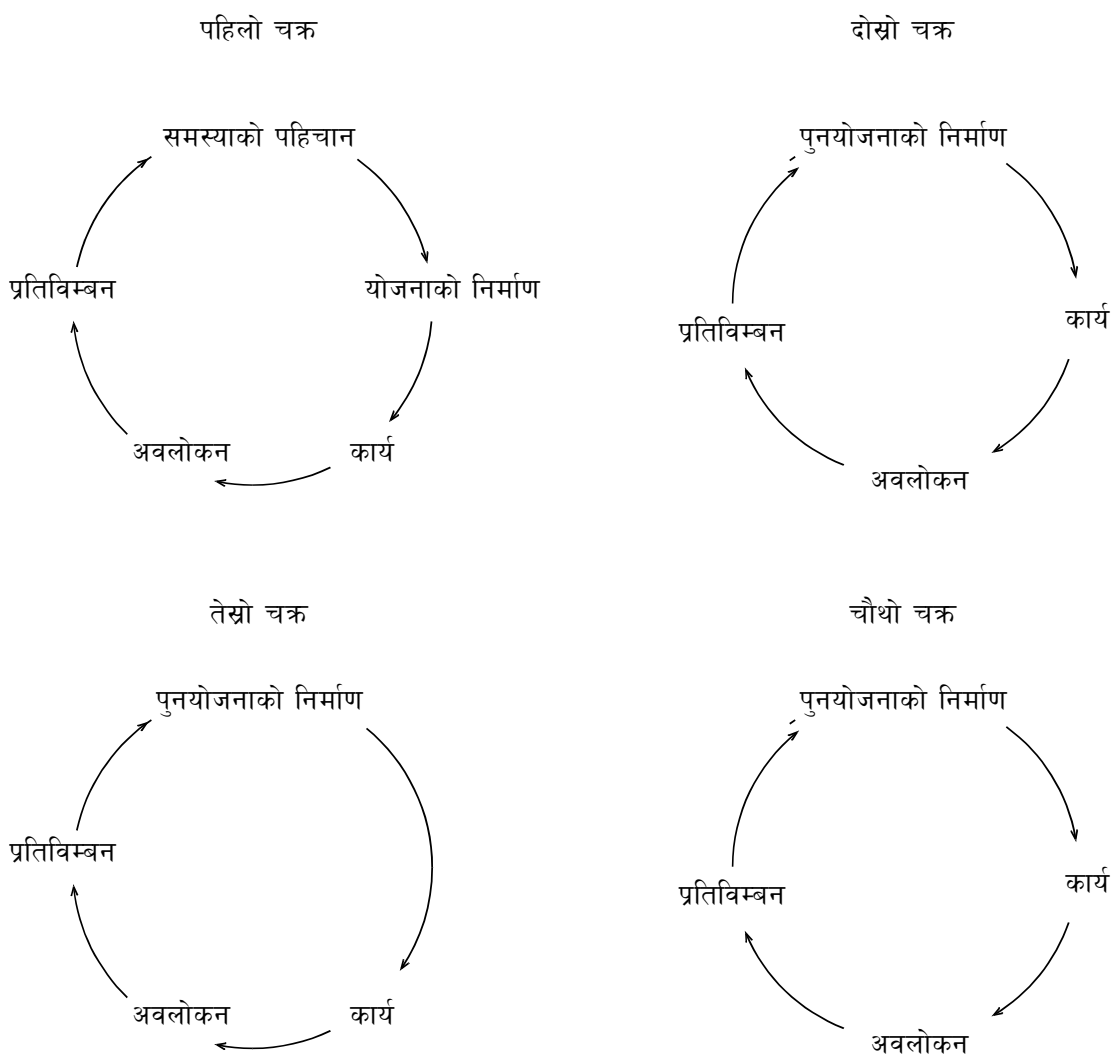 पहिलो चक्र
समस्याको पहिचान
योजनाको निर्माण
कार्य
अवलोकन
प्रतिविम्बन
दोस्रो चक्र
पुनयोजनाको निर्माण
कार्य
अवलोकन
प्रतिविम्बन
तेस्रो चक्र
पुनयोजनाको निर्माण
कार्य
अवलोकन
प्रतिविम्बन
चौथो चक्र
पुनयोजनाको निर्माण
कार्य
अवलोकन
प्रतिविम्बन